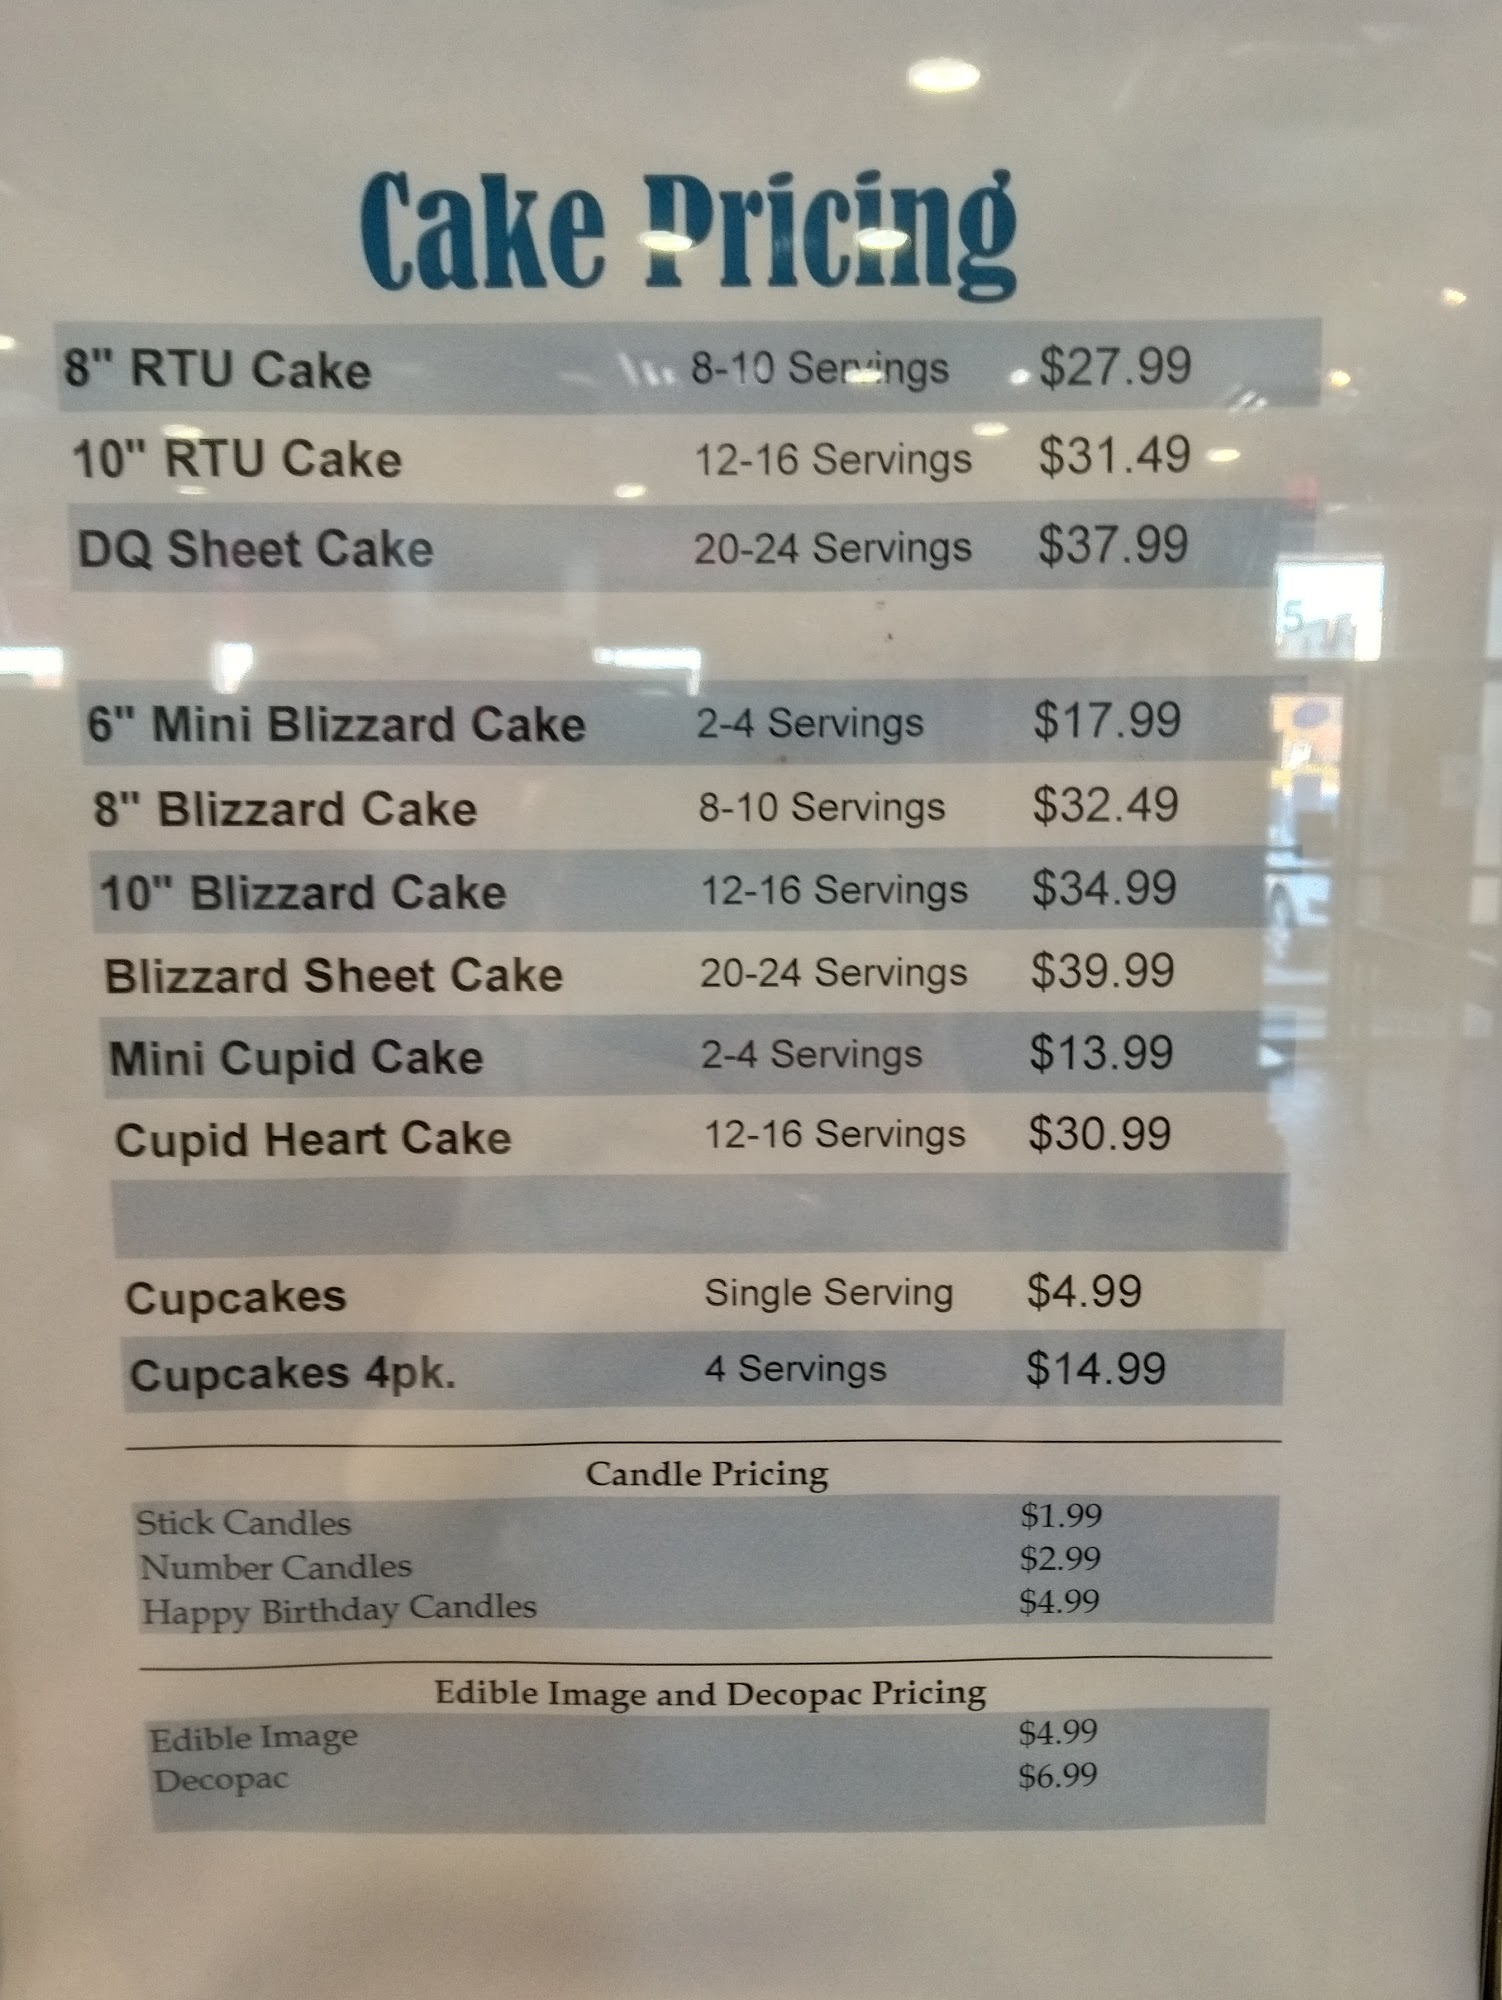 Cake Pricing
8" RTU Cake 8-10 Servings $27.99
10" RTU Cake 12-16 Servings $31.49
DQ Sheet Cake 20-24 Servings $37.99
6" Mini Blizzard Cake 2-4 Servings $17.99
8" Blizzard Cake 8-10 Servings $32.49
10" Blizzard Cake 12-16 Servings $34.99
Blizzard Sheet Cake 20-24 Servings $39.99
Mini Cupid Cake 2-4 Servings $13.99
Cupid Heart Cake 12-16 Servings $30.99
Cupcakes Single Serving $4.99
Cupcakes 4pk. 4 Servings $14.99
Candle Pricing
Stick Candles $1.99
Number Candles $2.99
Happy Birthday Candles $4.99
Edible Image and Decopac Pricing
Edible Image $4.99
Decopac $6.99